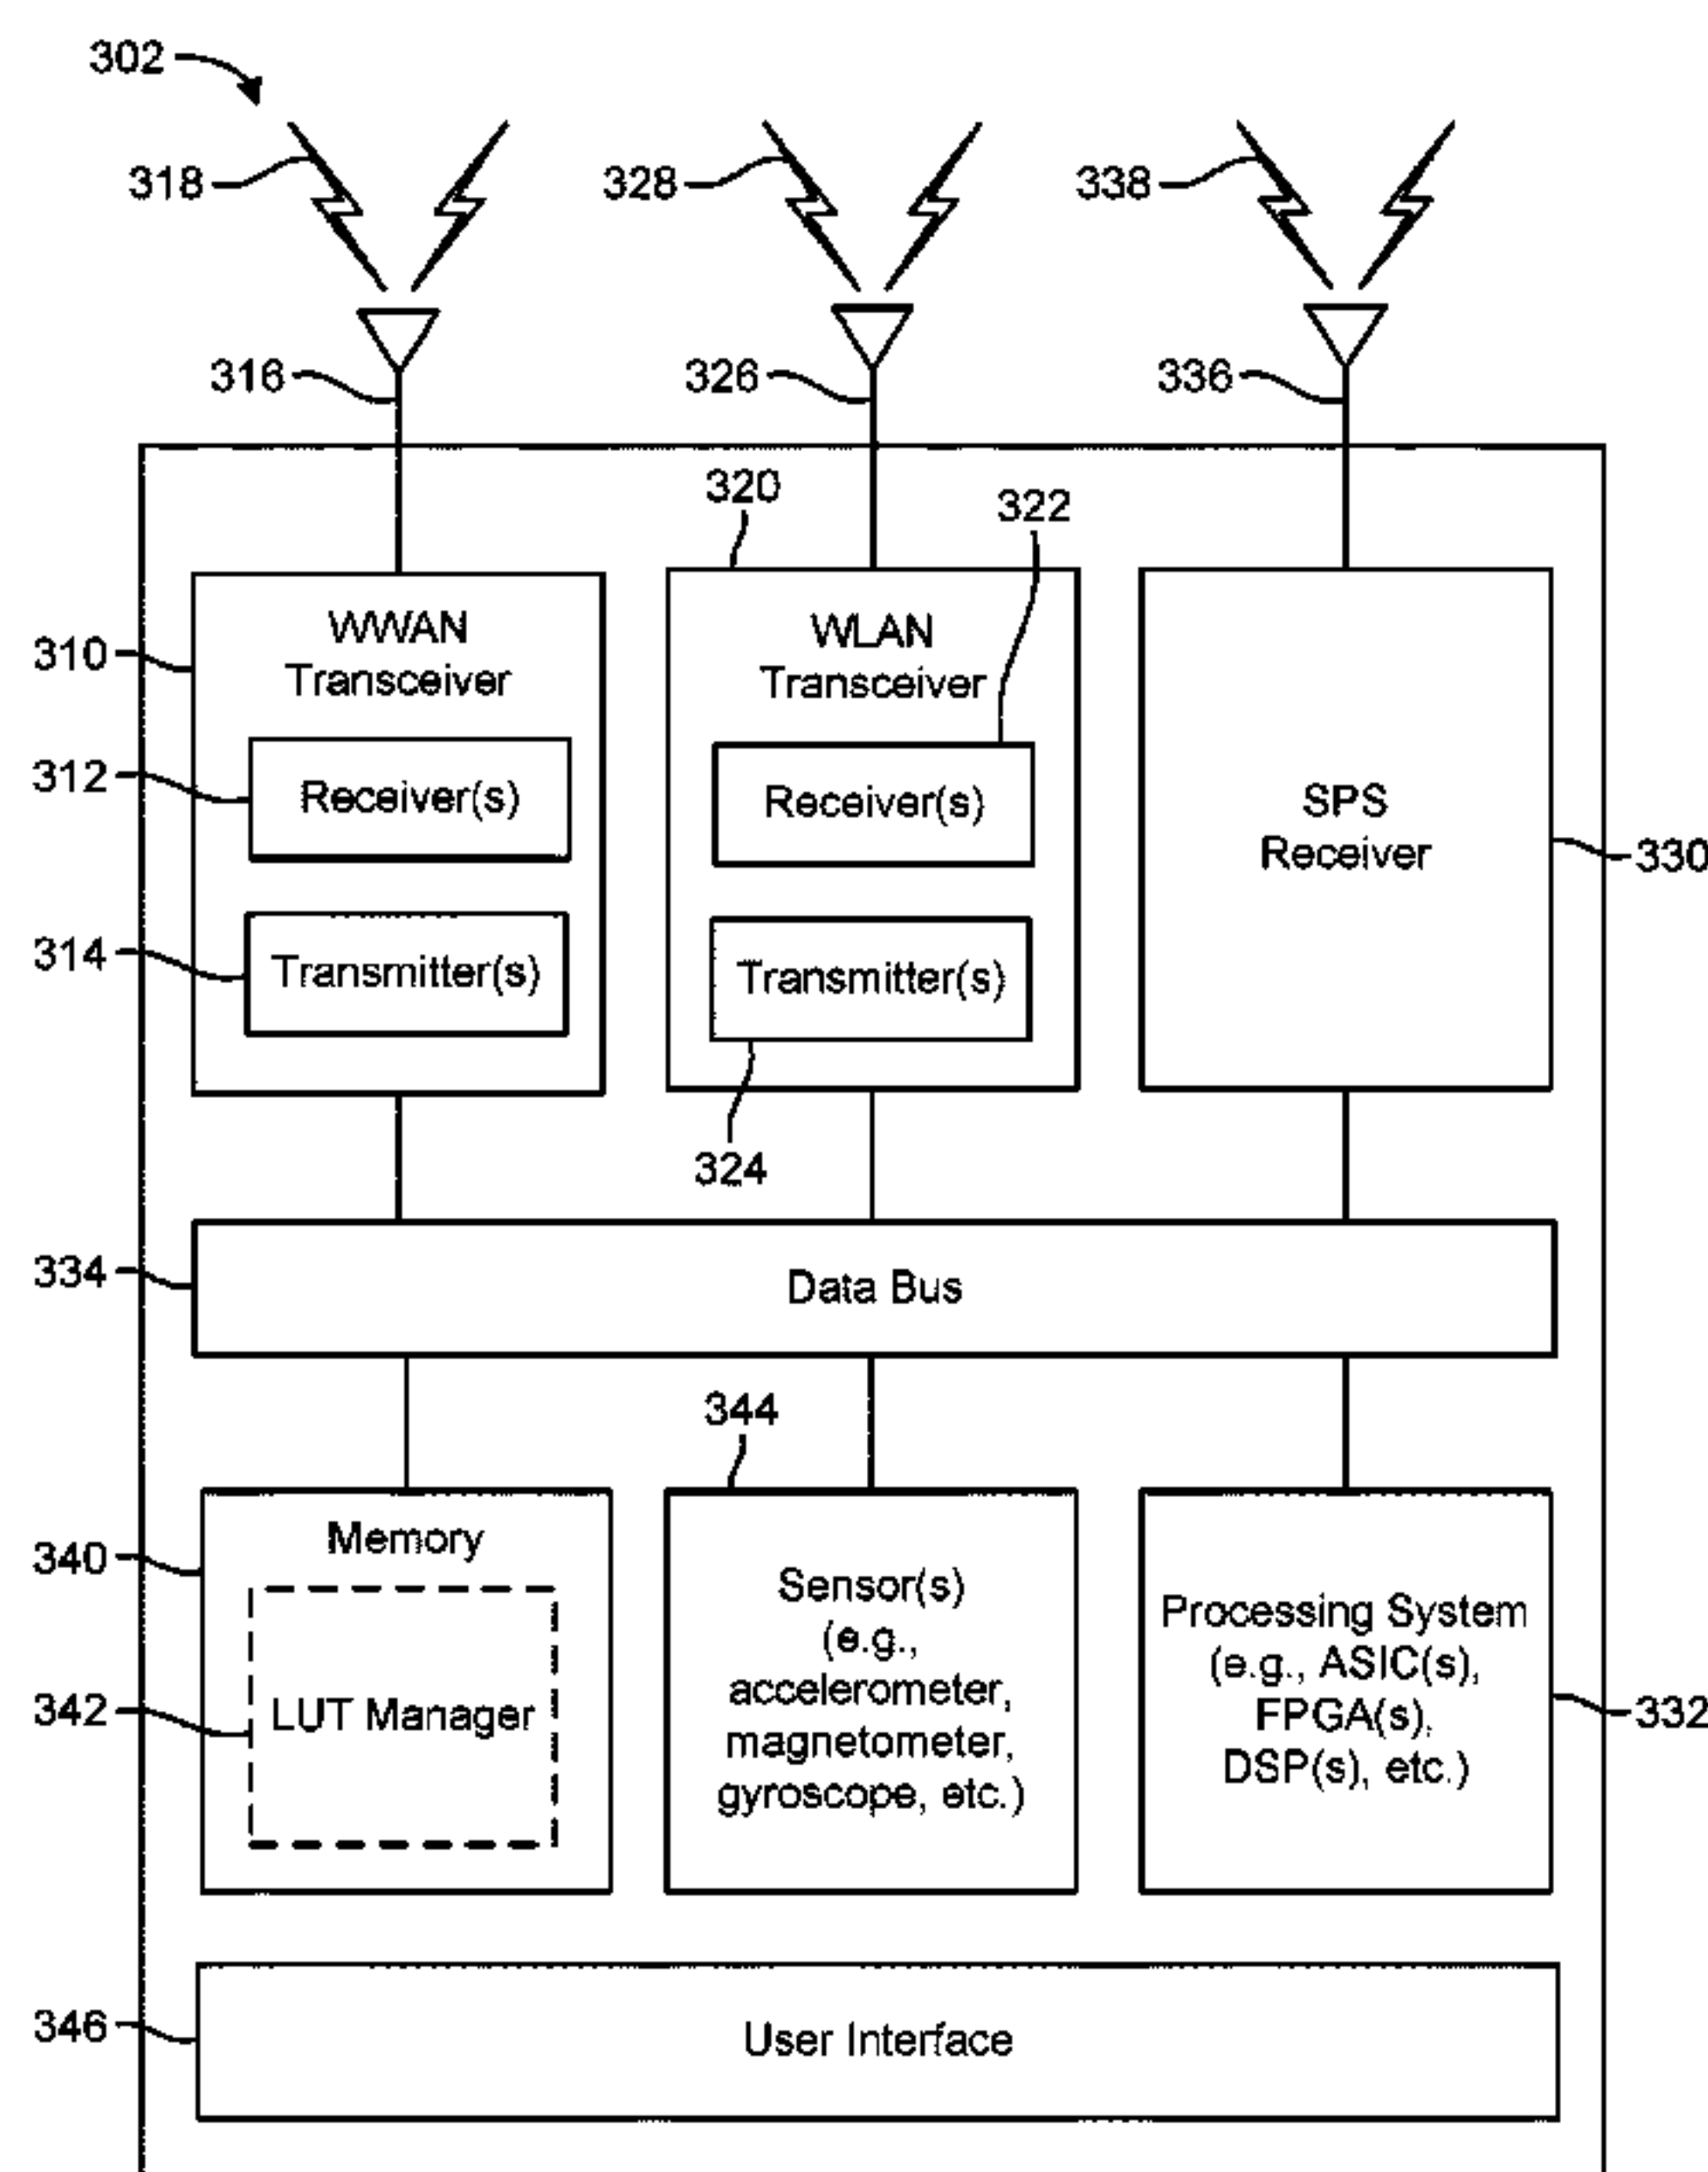 302
318
328
338
316
326
336
320
322
310
WWAN
Transceiver
WLAN
Transceiver
312
Receiver(s)
Receiver(s)
SPS
Receiver
330
314
Transmitter(s)
Transmitter(s)
324
334
Data Bus
344
340
Memory
342
LUT Manager
Sensor(s)
(e.g.,
accelerometer,
magnetometer,
gyroscope, etc.)
Processing System
(e.g., ASIC(s),
FPGA(s),
DSP(s), etc.)
332
346
User Interface